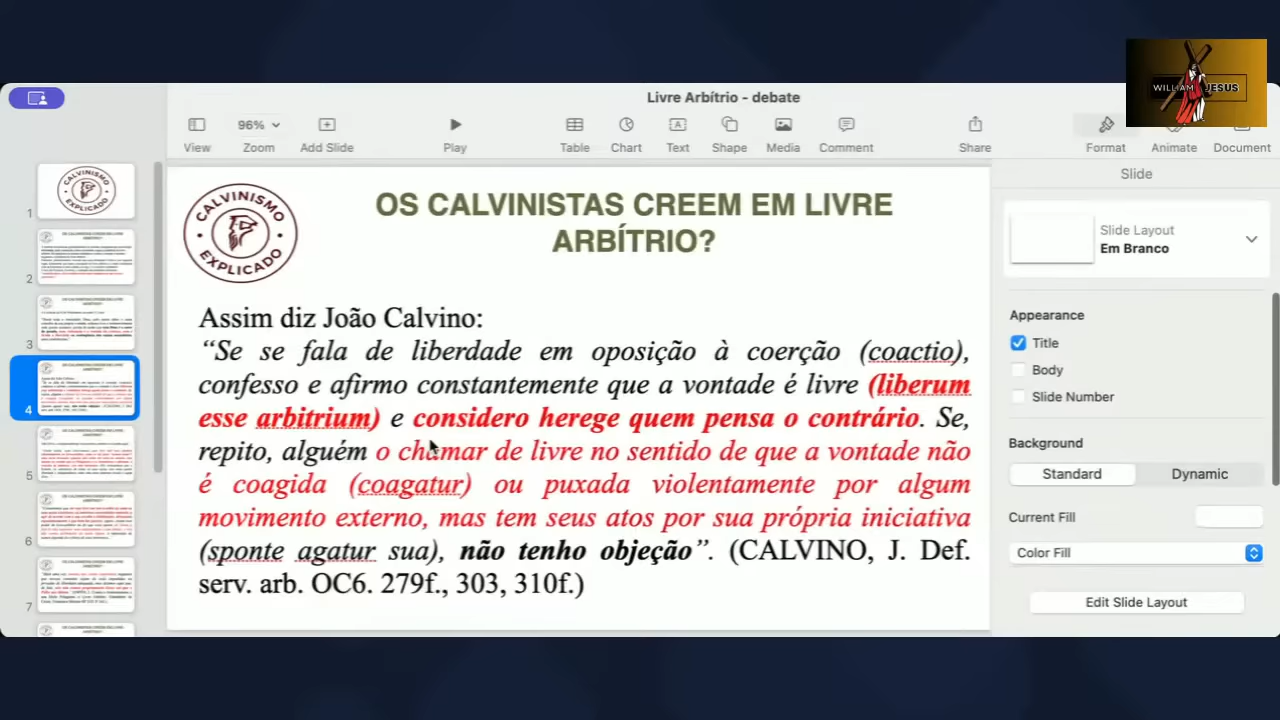 WILLIAM JESUS
Livre Arbítrio - debate
96%
View
Zoom
Add Slide
Play
Table
Chart
Text
Shape
Media
Comment
Share
Format
Animate
Document
CALVINISMO
EXPLICADO
1
2
3
4
5
6
7
CALVINISMO
EXPLICADO
OS CALVINISTAS CREEM EM LIVRE
ARBÍTRIO?
Assim diz João Calvino:
“Se se fala de liberdade em oposição à coerção (coactio),
confesso e afirmo constantemente que a vontade é livre (liberum
esse arbitrium) e considero herege quem pensa o contrário. Se,
repito, alguém o chamar de livre no sentido de que a vontade não
é coagida (coagatur) ou puxada violentamente por algum
movimento externo, mas em seus atos por sua própria iniciativa
(sponte agatur sua), não tenho objeção”. (CALVINO, J. Def.
serv. arb. OC6. 279f., 303, 310f.)
Slide
Slide Layout
Em Branco
Appearance
Title
Body
Slide Number
Background
Standard
Dynamic
Current Fill
Color Fill
Edit Slide Layout